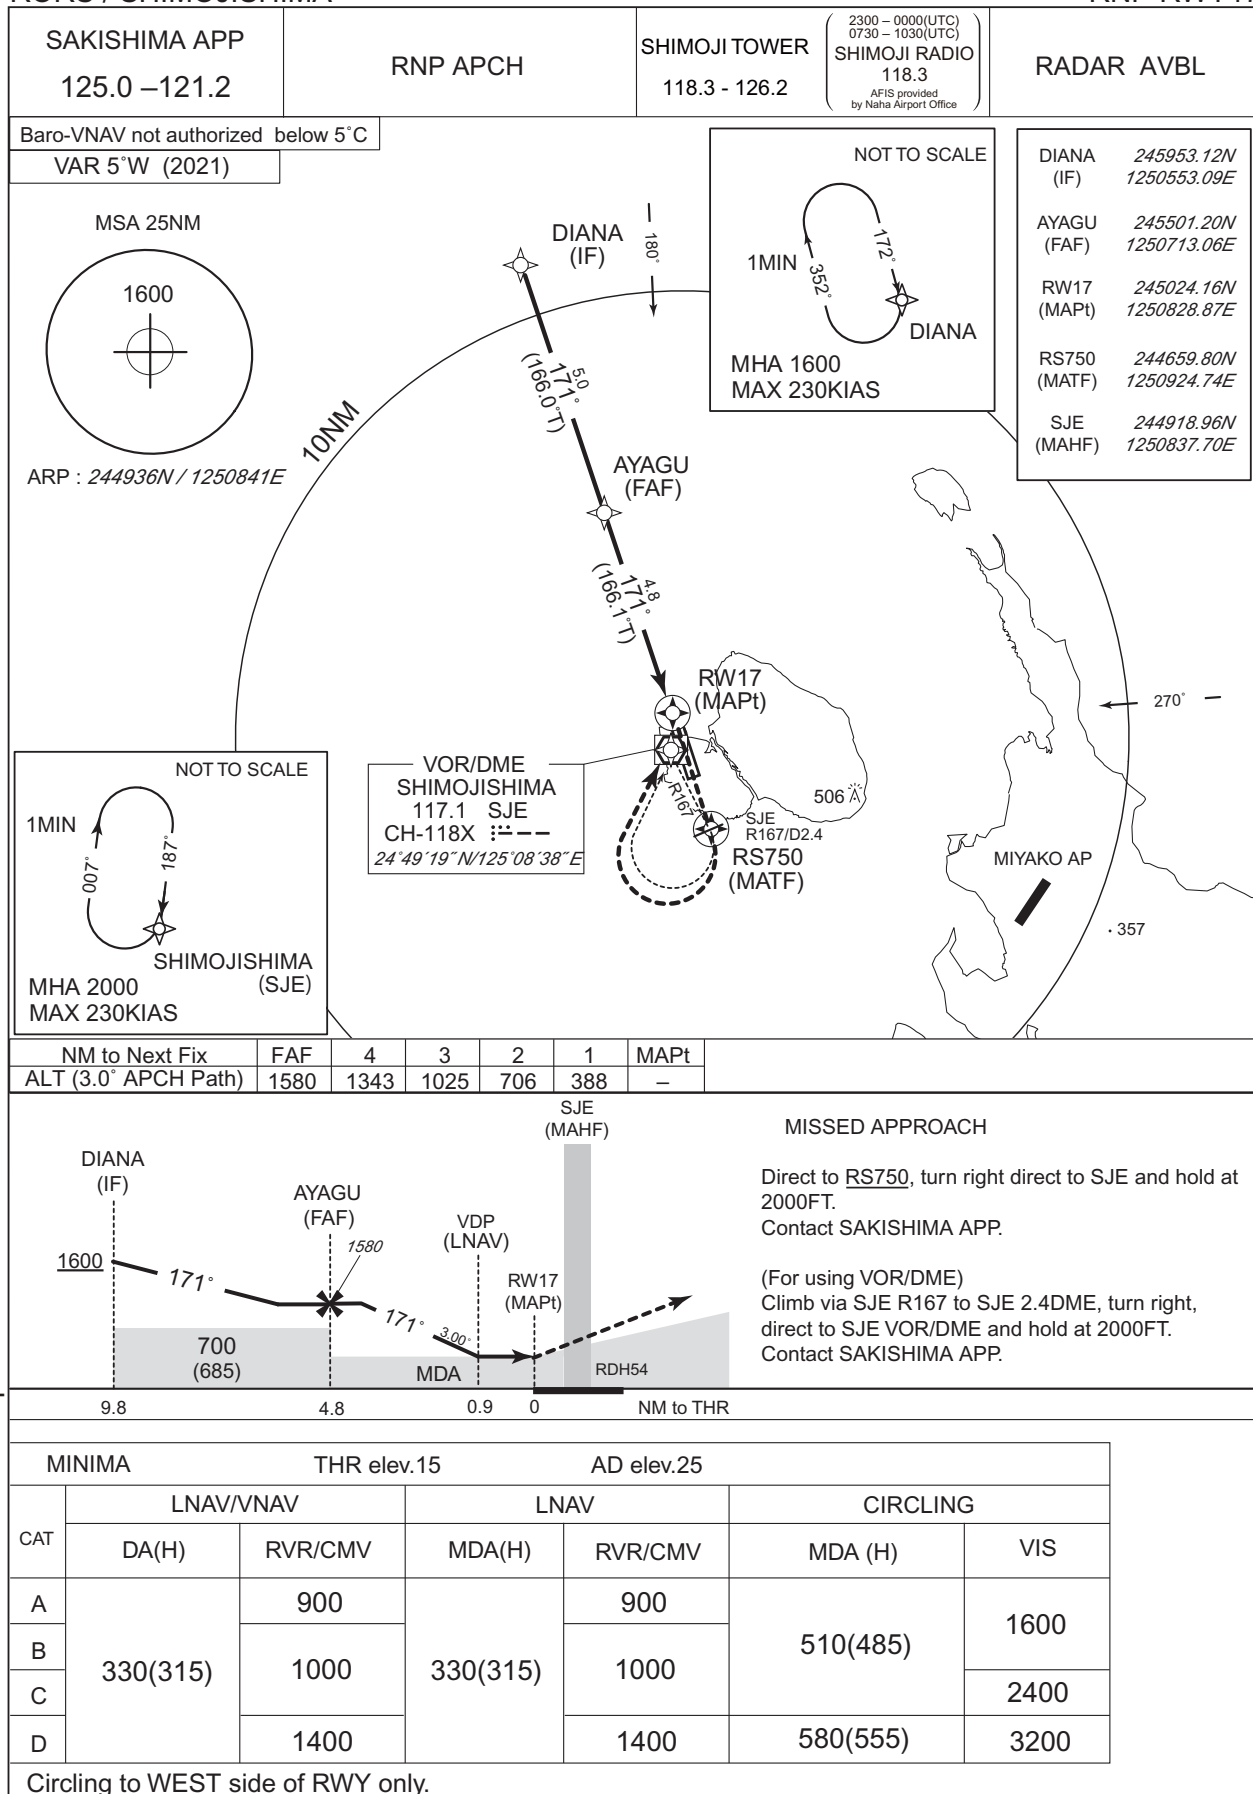 SAKISHIMA APP
125.0 –121.2
RNP APCH
SHIMOJI TOWER
118.3 - 126.2
2300 – 0000(UTC)
0730 – 1030(UTC)
SHIMOJI RADIO
118.3
AFIS provided
by Naha Airport Office
RADAR AVBL
Baro-VNAV not authorized below 5˚C
VAR 5˚W (2021)
MSA 25NM
1600
ARP : 244936N / 1250841E
10NM
DIANA
(IF)
180˚
5.0
171˚
(166.0˚T)
AYAGU
(FAF)
4.8
171˚
(166.1˚T)
RW17
(MAPt)
NOT TO SCALE
1MIN
352˚
172˚
DIANA
MHA 1600
MAX 230KIAS
DIANA 245953.12N
(IF) 1250553.09E
AYAGU 245501.20N
(FAF) 1250713.06E
RW17 245024.16N
(MAPt) 1250828.87E
RS750 244659.80N
(MATF) 1250924.74E
SJE 244918.96N
(MAHF) 1250837.70E
270˚
VOR/DME
SHIMOJISHIMA
117.1 SJE
CH-118X
24˚49´19˝N/125˚08´38˝E
R167
SJE
R167/D2.4
RS750
(MATF)
506
MIYAKO AP
357
NOT TO SCALE
1MIN
007˚
187˚
SHIMOJISHIMA
(SJE)
MHA 2000
MAX 230KIAS
NM to Next Fix FAF 4 3 2 1 MAPt
ALT (3.0˚ APCH Path) 1580 1343 1025 706 388 –
SJE
(MAHF)
DIANA
(IF)
AYAGU
(FAF)
1580
VDP
(LNAV)
RW17
(MAPt)
1600
171˚
171˚
3.00˚
700
(685)
MDA
RDH54
9.8 4.8 0.9 0 NM to THR
MISSED APPROACH
Direct to RS750, turn right direct to SJE and hold at
2000FT.
Contact SAKISHIMA APP.
(For using VOR/DME)
Climb via SJE R167 to SJE 2.4DME, turn right,
direct to SJE VOR/DME and hold at 2000FT.
Contact SAKISHIMA APP.
MINIMA THR elev.15 AD elev.25
CAT LNAV/VNAV LNAV CIRCLING
DA(H) RVR/CMV MDA(H) RVR/CMV MDA (H) VIS
A 330(315) 900 330(315) 900 510(485) 1600
B 1000 1000
C 2400
D 1400 1400 580(555) 3200
Circling to WEST side of RWY only.